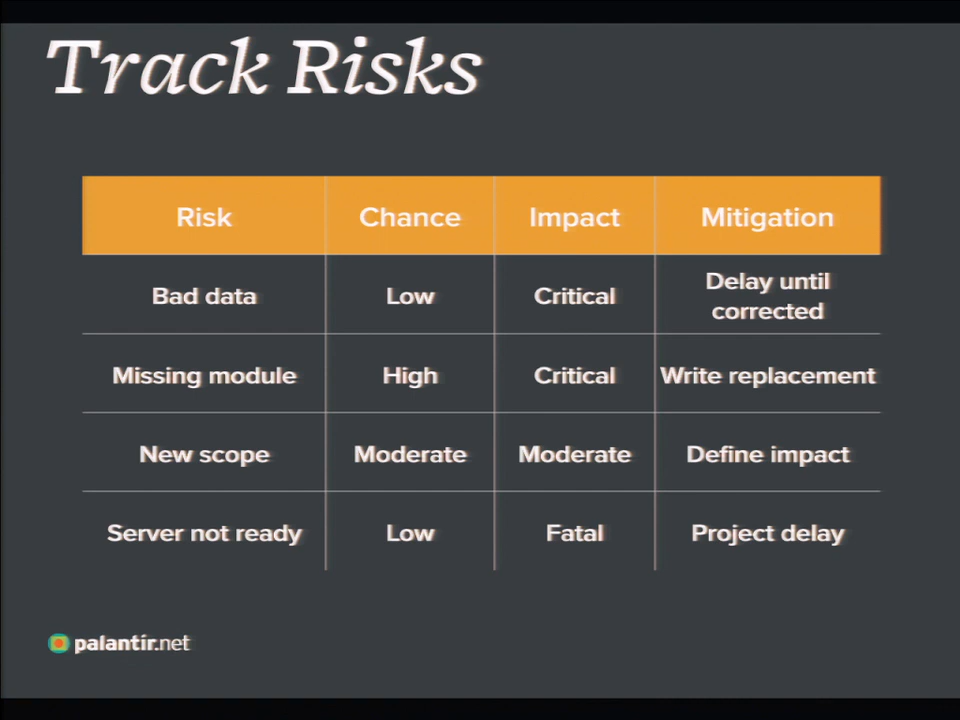 Track Risks
Risk Chance Impact Mitigation
Bad data Low Critical Delay until corrected
Missing module High Critical Write replacement
New scope Moderate Moderate Define impact
Server not ready Low Fatal Project delay
palantir.net